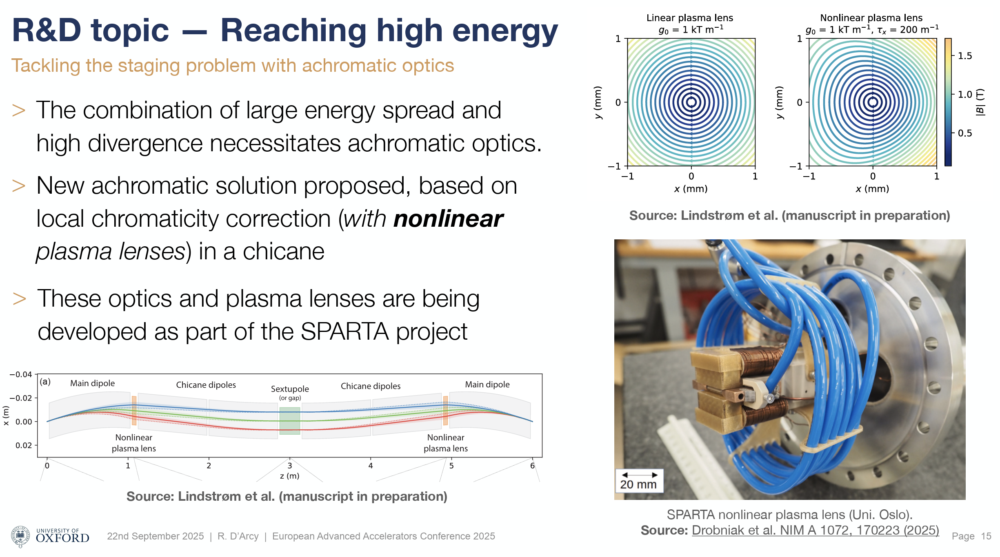 R&D topic — Reaching high energy
Tackling the staging problem with achromatic optics
> The combination of large energy spread and
high divergence necessitates achromatic optics.
> New achromatic solution proposed, based on
local chromaticity correction (with nonlinear
plasma lenses) in a chicane
> These optics and plasma lenses are being
developed as part of the SPARTA project
(a)
Main dipole
Chicane dipoles
Sextupole
(or gap)
Chicane dipoles
Main dipole
Nonlinear
plasma lens
Nonlinear
plasma lens
x (m)
−0.04
−0.02
0.00
0.02
0 1 2 3 4 5 6
z (m)
Source: Lindstrøm et al. (manuscript in preparation)
Linear plasma lens
g₀ = 1 kT m⁻¹
y (mm)
1
0
−1
−1 0 1
x (mm)
Nonlinear plasma lens
g₀ = 1 kT m⁻¹, τₓ = 200 m⁻¹
y (mm)
1
0
−1
−1 0 1
x (mm)
1.5
1.0
0.5
|B| (T)
Source: Lindstrøm et al. (manuscript in preparation)
20 mm
SPARTA nonlinear plasma lens (Uni. Oslo).
Source: Drobniak et al. NIM A 1072, 170223 (2025)
UNIVERSITY OF
OXFORD
22nd September 2025 | R. D’Arcy | European Advanced Accelerators Conference 2025
Page 15